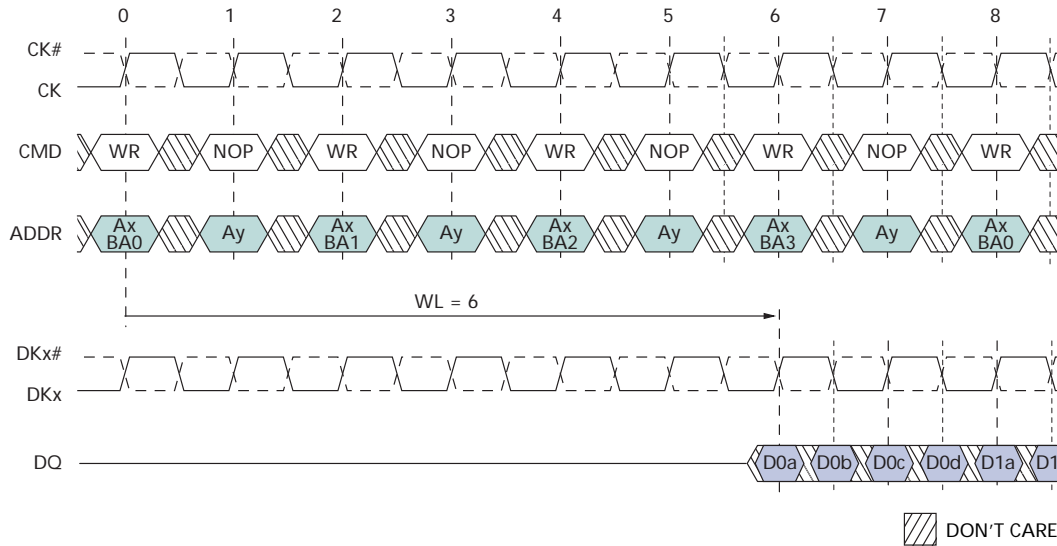 0 1 2 3 4 5 6 7 8
CK#
CK
CMD WR NOP WR NOP WR NOP WR NOP WR
ADDR Ax BA0 Ay Ax BA1 Ay Ax BA2 Ay Ax BA3 Ay Ax BA0
WL = 6
DKx#
DKx
DQ D0a D0b D0c D0d D1a D1
DON'T CARE